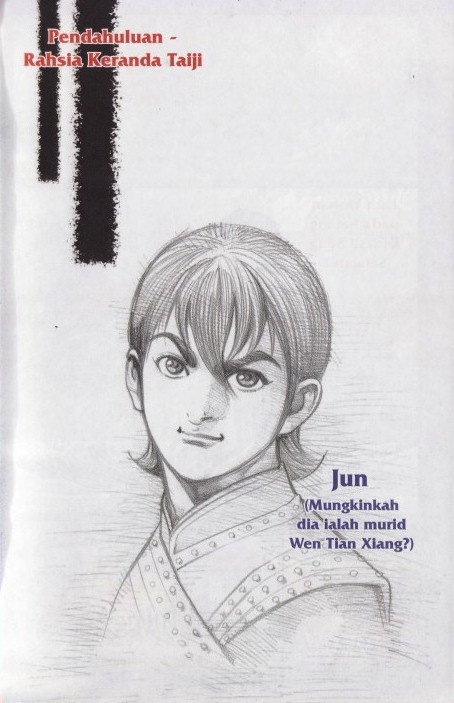 Pendahuluan -
Rahsia Keranda Taiji
Jun
(Mungkinkah
dia ialah murid
Wen Tian Xiang?)